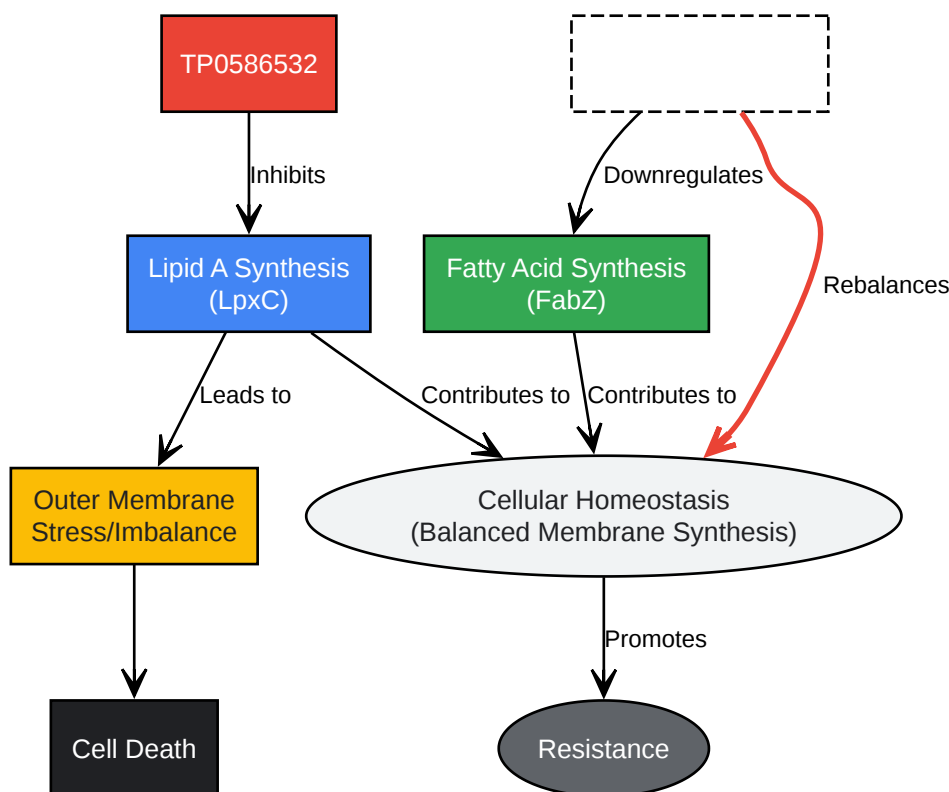 TP0586532
Inhibits
Downregulates
Lipid A Synthesis
(LpxC)
Fatty Acid Synthesis
(FabZ)
Rebalances
Leads to
Contributes to
Contributes to
Outer Membrane
Stress/Imbalance
Cellular Homeostasis
(Balanced Membrane Synthesis)
Promotes
Cell Death
Resistance